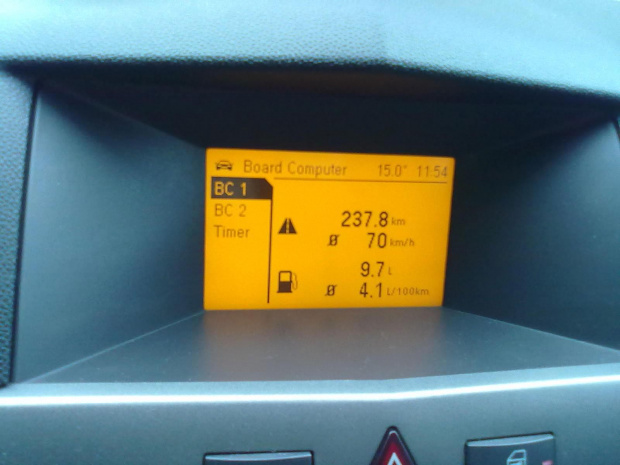 Board Computer 15.0° 11:54
BC 1
BC 2
Timer
237.8 km
Ø 70 km/h
9.7 L
Ø 4.1 L/100km